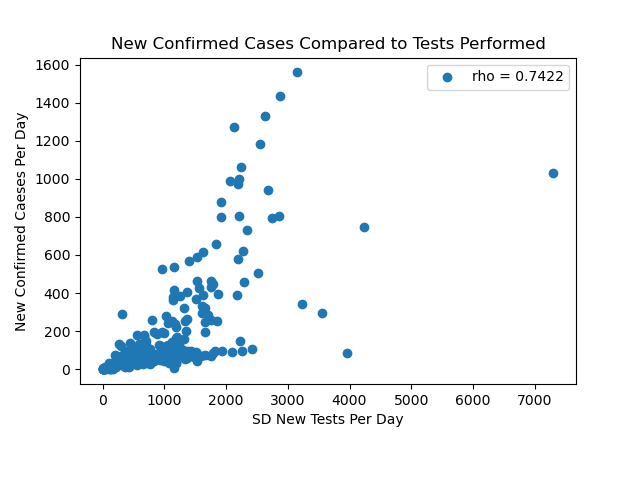 New Confirmed Cases Compared to Tests Performed
rho = 0.7422
1600
1400
1200
1000
800
600
400
200
0
New Confirmed Caeses Per Day
0 1000 2000 3000 4000 5000 6000 7000
SD New Tests Per Day